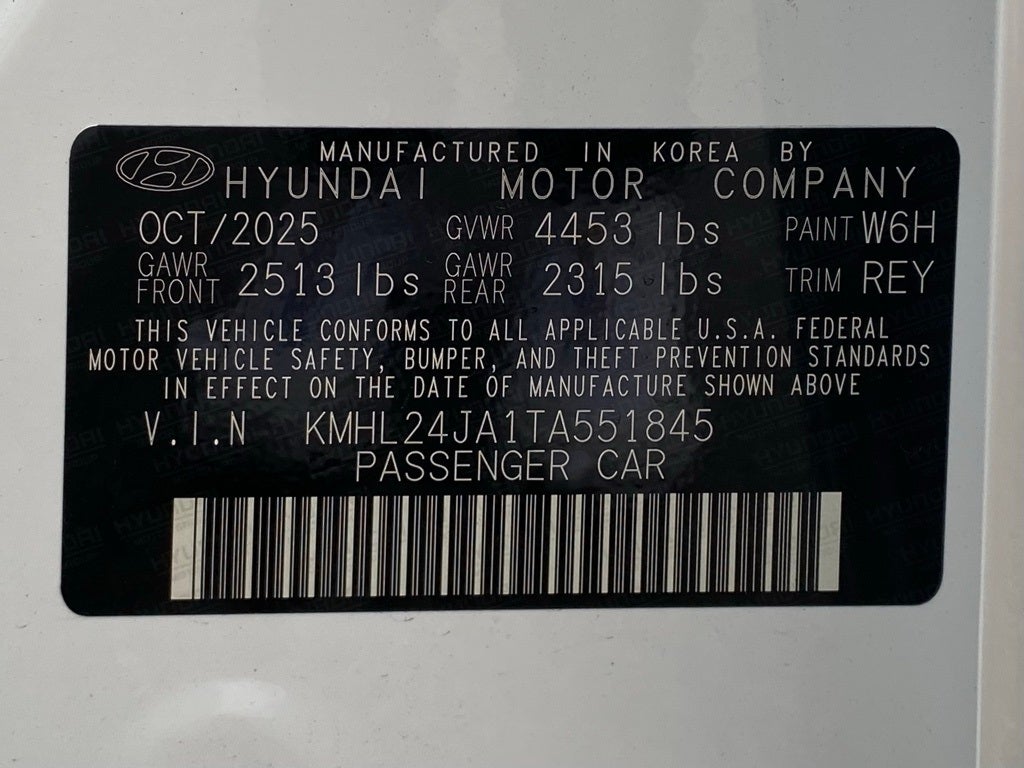 MANUFACTURED IN KOREA BY
HYUNDAI MOTOR COMPANY
OCT/2025 GVWR 4453 lbs PAINT W6H
GAWR FRONT 2513 lbs GAWR REAR 2315 lbs TRIM REY
THIS VEHICLE CONFORMS TO ALL APPLICABLE U.S.A. FEDERAL
MOTOR VEHICLE SAFETY, BUMPER, AND THEFT PREVENTION STANDARDS
IN EFFECT ON THE DATE OF MANUFACTURE SHOWN ABOVE
V.I.N KMHL24JA1TA551845
PASSENGER CAR